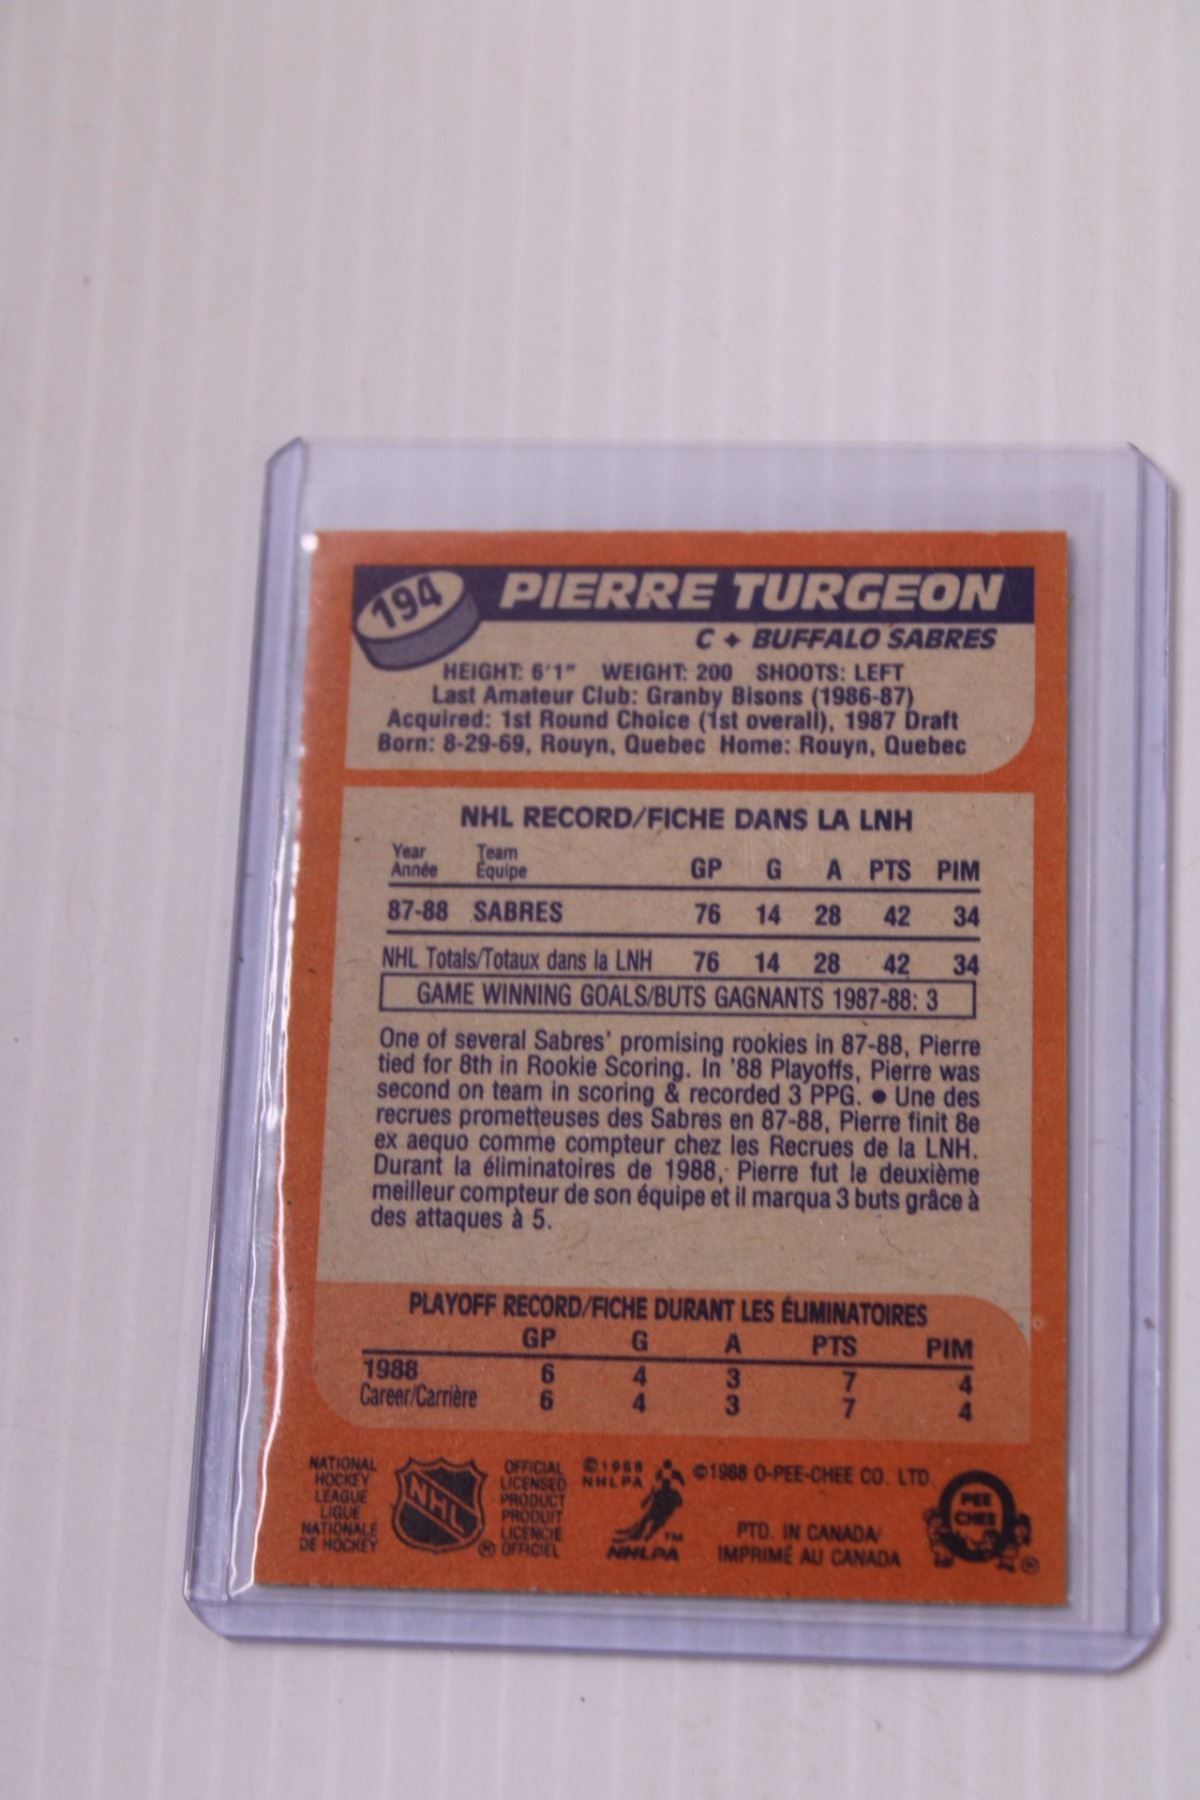 194 PIERRE TURGEON
C ✦ BUFFALO SABRES
HEIGHT: 6'1" WEIGHT: 200 SHOOTS: LEFT
Last Amateur Club: Granby Bisons (1986-87)
Acquired: 1st Round Choice (1st overall), 1987 Draft
Born: 8-29-69, Rouyn, Quebec Home: Rouyn, Quebec
NHL RECORD/FICHE DANS LA LNH
Year Team
Année Équipe GP G A PTS PIM
87-88 SABRES 76 14 28 42 34
NHL Totals/Totaux dans la LNH 76 14 28 42 34
GAME WINNING GOALS/BUTS GAGNANTS 1987-88: 3
One of several Sabres' promising rookies in 87-88, Pierre
tied for 8th in Rookie Scoring. In '88 Playoffs, Pierre was
second on team in scoring & recorded 3 PPG. ● Une des
recrues prometteuses des Sabres en 87-88, Pierre finit 8e
ex aequo comme compteur chez les Recrues de la LNH.
Durant la éliminatoires de 1988, Pierre fut le deuxième
meilleur compteur de son équipe et il marqua 3 buts grâce à
des attaques à 5.
PLAYOFF RECORD/FICHE DURANT LES ÉLIMINATOIRES
GP G A PTS PIM
1988 6 4 3 7 4
Career/Carrière 6 4 3 7 4
NATIONAL
HOCKEY
LEAGUE
LIGUE
NATIONALE
DE HOCKEY
NHL
®
OFFICIAL
LICENSED
PRODUCT
PRODUIT
LICENCIE
OFFICIEL
©1988
NHLPA
TM
NHLPA
©1988 O-PEE-CHEE CO. LTD.
PTD. IN CANADA/
IMPRIMÉ AU CANADA
PEE
CHEE
®